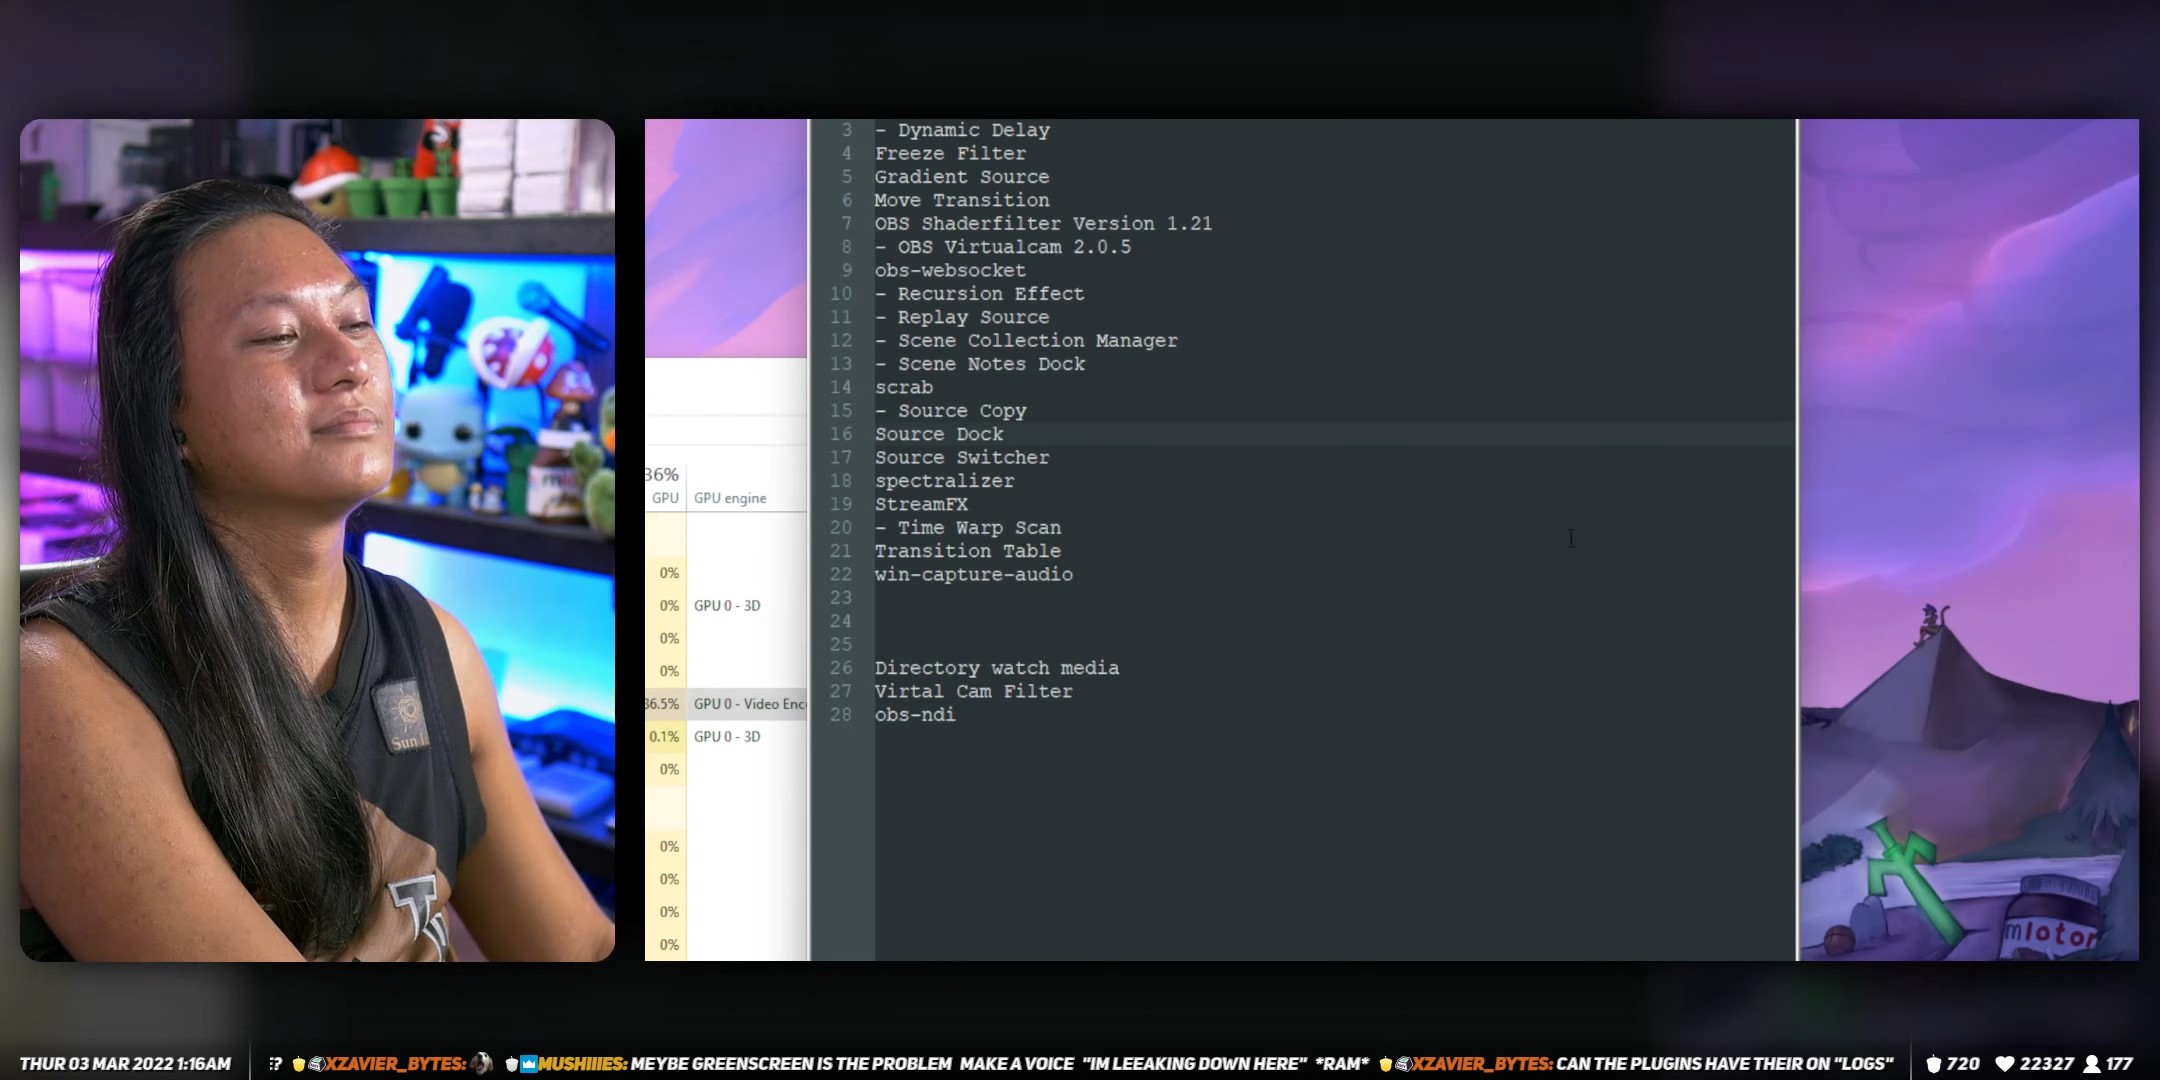 3 - Dynamic Delay
4 Freeze Filter
5 Gradient Source
6 Move Transition
7 OBS Shaderfilter Version 1.21
8 - OBS Virtualcam 2.0.5
9 obs-websocket
10 - Recursion Effect
11 - Replay Source
12 - Scene Collection Manager
13 - Scene Notes Dock
14 scrab
15 - Source Copy
16 Source Dock
17 Source Switcher
18 spectralizer
19 StreamFX
20 - Time Warp Scan
21 Transition Table
22 win-capture-audio
23
24
25
26 Directory watch media
27 Virtal Cam Filter
28 obs-ndi
36%
GPU GPU engine
0%
0% GPU 0 - 3D
0%
0%
36.5% GPU 0 - Video Enc
0.1% GPU 0 - 3D
0%
0%
0%
0%
0%
Sun
mlotor
THUR 03 MAR 2022 1:16AM
!? XZAVIER_BYTES: MUSHIIIES: MEYBE GREENSCREEN IS THE PROBLEM MAKE A VOICE "IM LEEAKING DOWN HERE" *RAM* XZAVIER_BYTES: CAN THE PLUGINS HAVE THEIR ON "LOGS" 720 22327 177